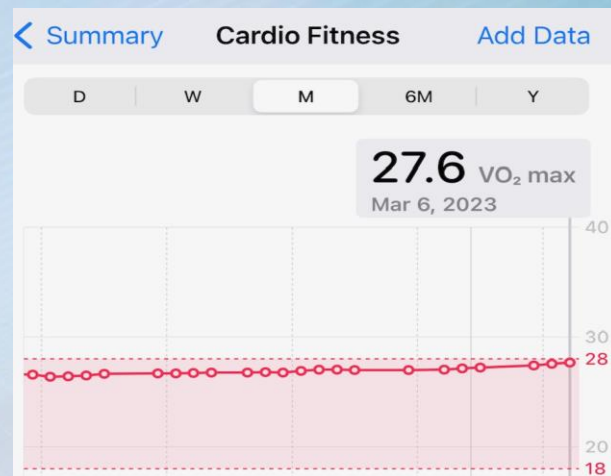 Summary Cardio Fitness Add Data
D W M 6M Y
27.6 VO₂ max
Mar 6, 2023
40
30
28
20
18